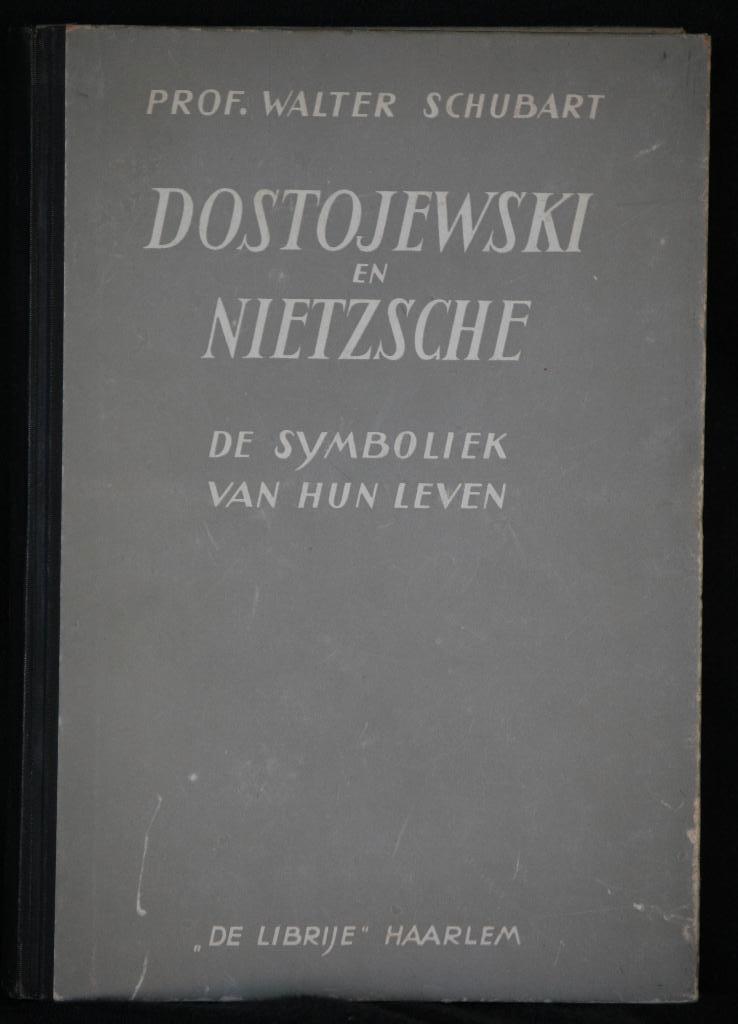 PROF. WALTER SCHUBART
DOSTOJEWSKI
EN
NIETZSCHE
DE SYMBOLIEK
VAN HUN LEVEN
„DE LIBRIJE“ HAARLEM